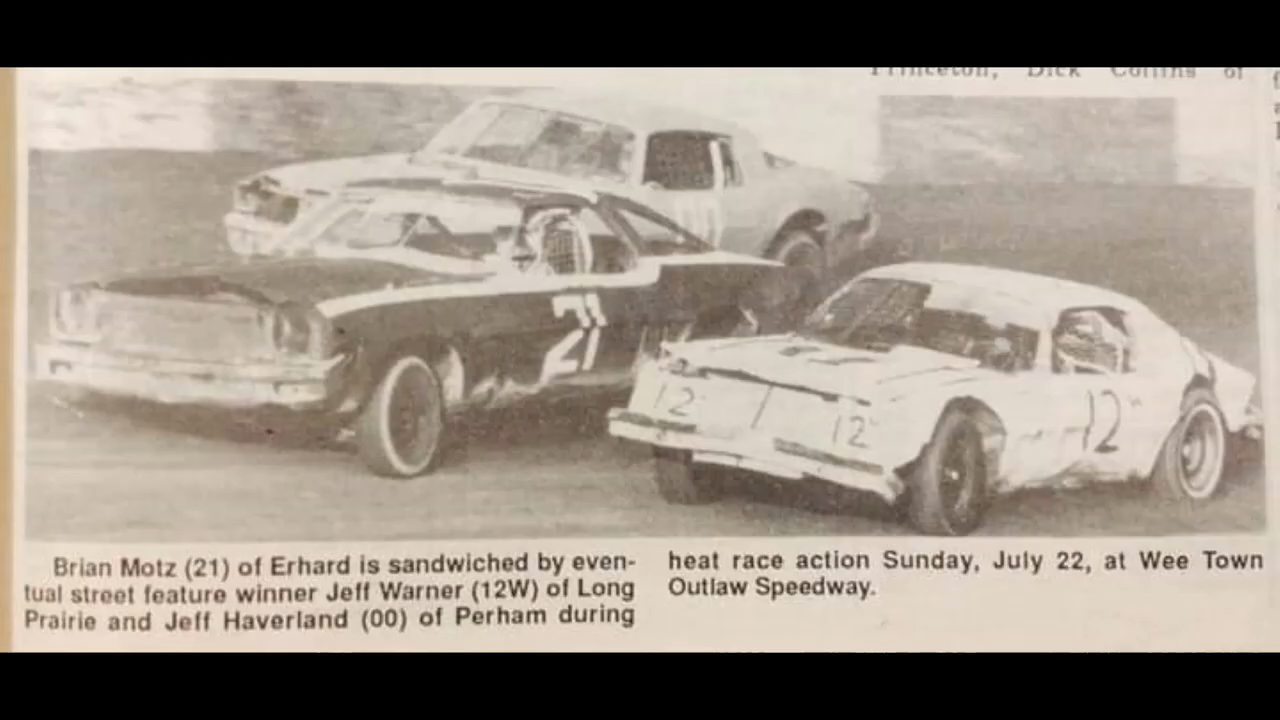 Princeton, Dick Collins of
12
12
12W
21
Brian Motz (21) of Erhard is sandwiched by even-
tual street feature winner Jeff Warner (12W) of Long
Prairie and Jeff Haverland (00) of Perham during
heat race action Sunday, July 22, at Wee Town
Outlaw Speedway.